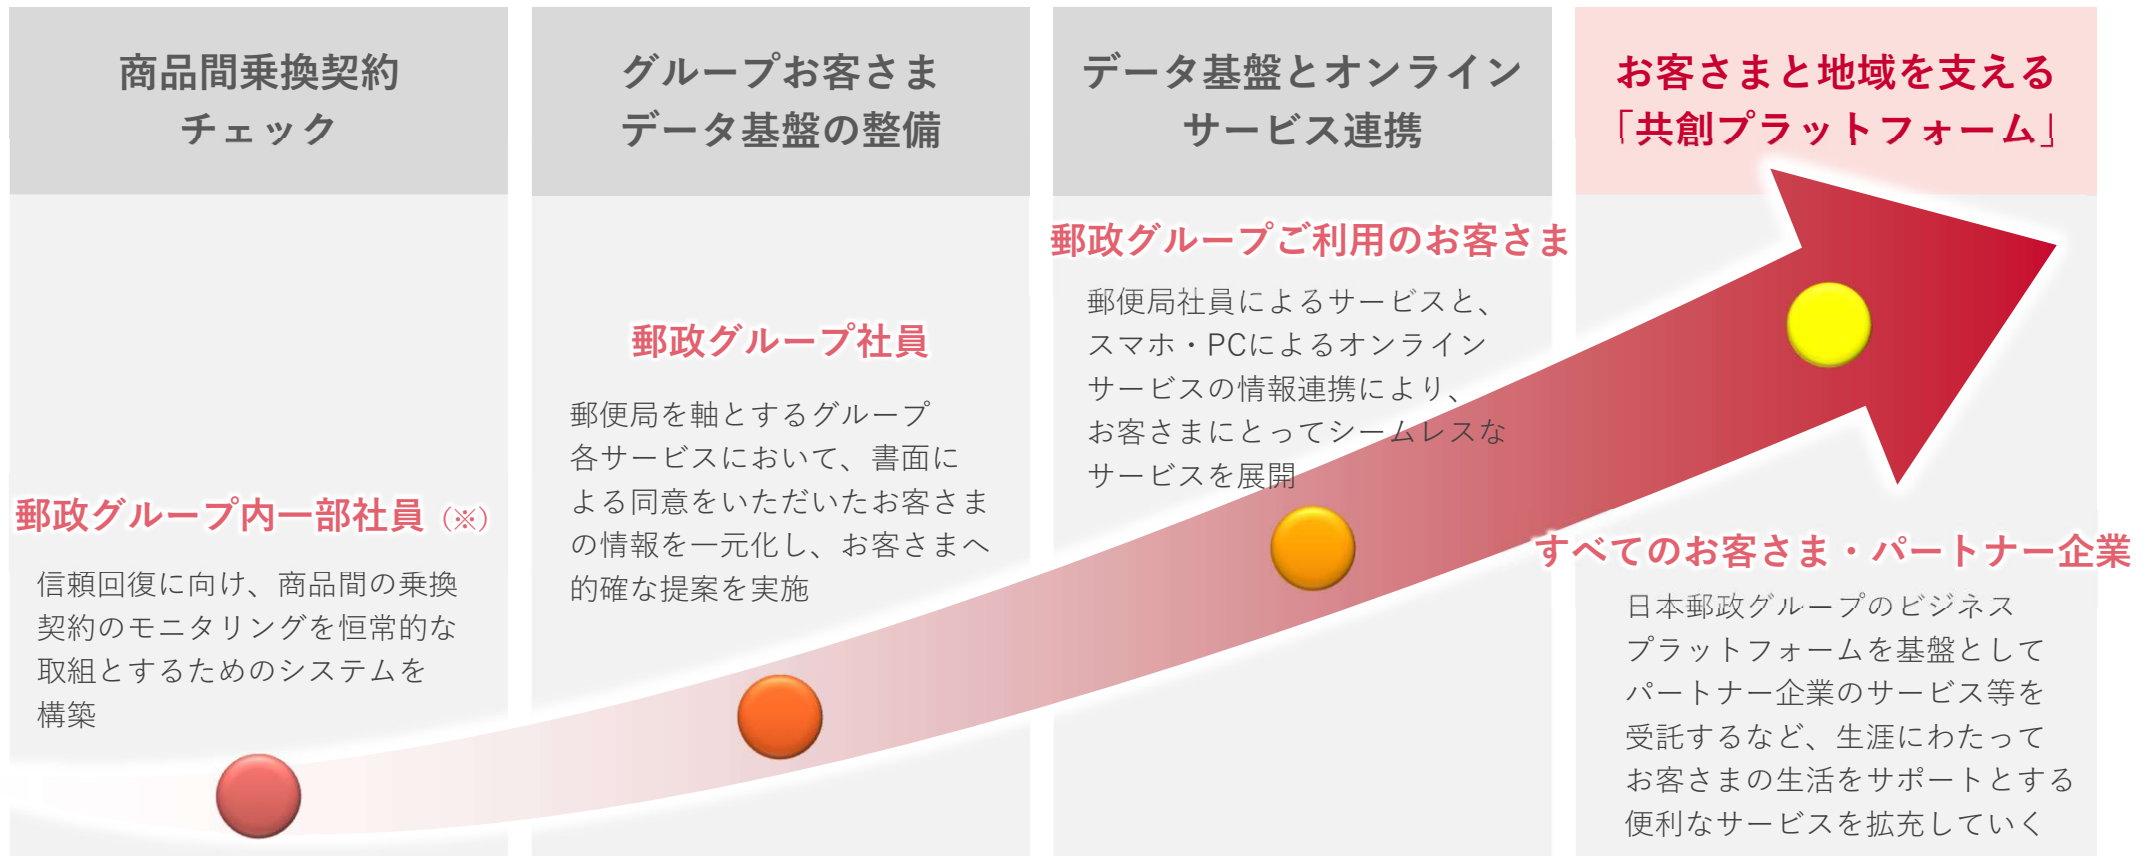 商品間乗換契約
チェック
郵政グループ内一部社員（※）
信頼回復に向け、商品間の乗換
契約のモニタリングを恒常的な
取組とするためのシステムを
構築
グループお客さま
データ基盤の整備
郵政グループ社員
郵便局を軸とするグループ
各サービスにおいて、書面に
よる同意をいただいたお客さま
の情報を一元化し、お客さまへ
的確な提案を実施
データ基盤とオンライン
サービス連携
郵政グループご利用のお客さま
郵便局社員によるサービスと、
スマホ・PCによるオンライン
サービスの情報連携により、
お客さまにとってシームレスな
サービスを展開
お客さまと地域を支える
「共創プラットフォーム」
すべてのお客さま・パートナー企業
日本郵政グループのビジネス
プラットフォームを基盤として
パートナー企業のサービス等を
受託するなど、生涯にわたって
お客さまの生活をサポートとする
便利なサービスを拡充していく